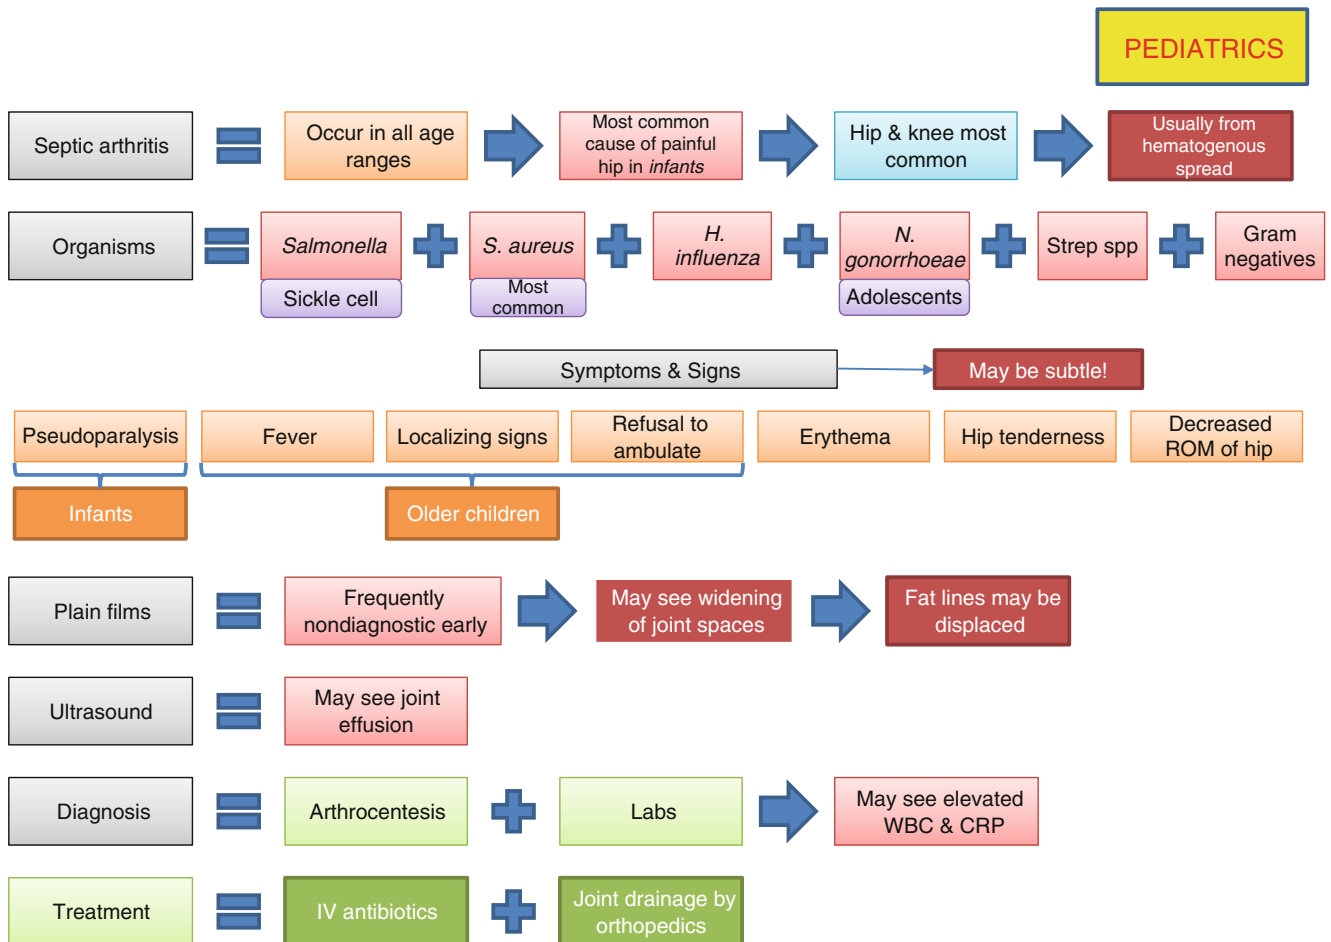 PEDIATRICS
Septic arthritis
Occur in all age
ranges
Most common
cause of painful
hip in infants
Hip & knee most
common
Usually from
hematogenous
spread
Organisms
Salmonella
Sickle cell
S. aureus
Most
common
H.
influenza
N.
gonorrhoeae
Adolescents
Strep spp
Gram
negatives
Symptoms & Signs
May be subtle!
Pseudoparalysis
Fever
Localizing signs
Refusal to
ambulate
Erythema
Hip tenderness
Decreased
ROM of hip
Infants
Older children
Plain films
Frequently
nondiagnostic early
May see widening
of joint spaces
Fat lines may be
displaced
Ultrasound
May see joint
effusion
Diagnosis
Arthrocentesis
Labs
May see elevated
WBC & CRP
Treatment
IV antibiotics
Joint drainage by
orthopedics